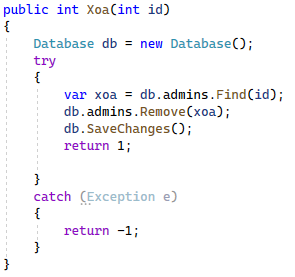 public int Xoa(int id)
{
    Database db = new Database();
    try
    {
        var xoa = db.admins.Find(id);
        db.admins.Remove(xoa);
        db.SaveChanges();
        return 1;

    }
    catch (Exception e)
    {
        return -1;
    }
}